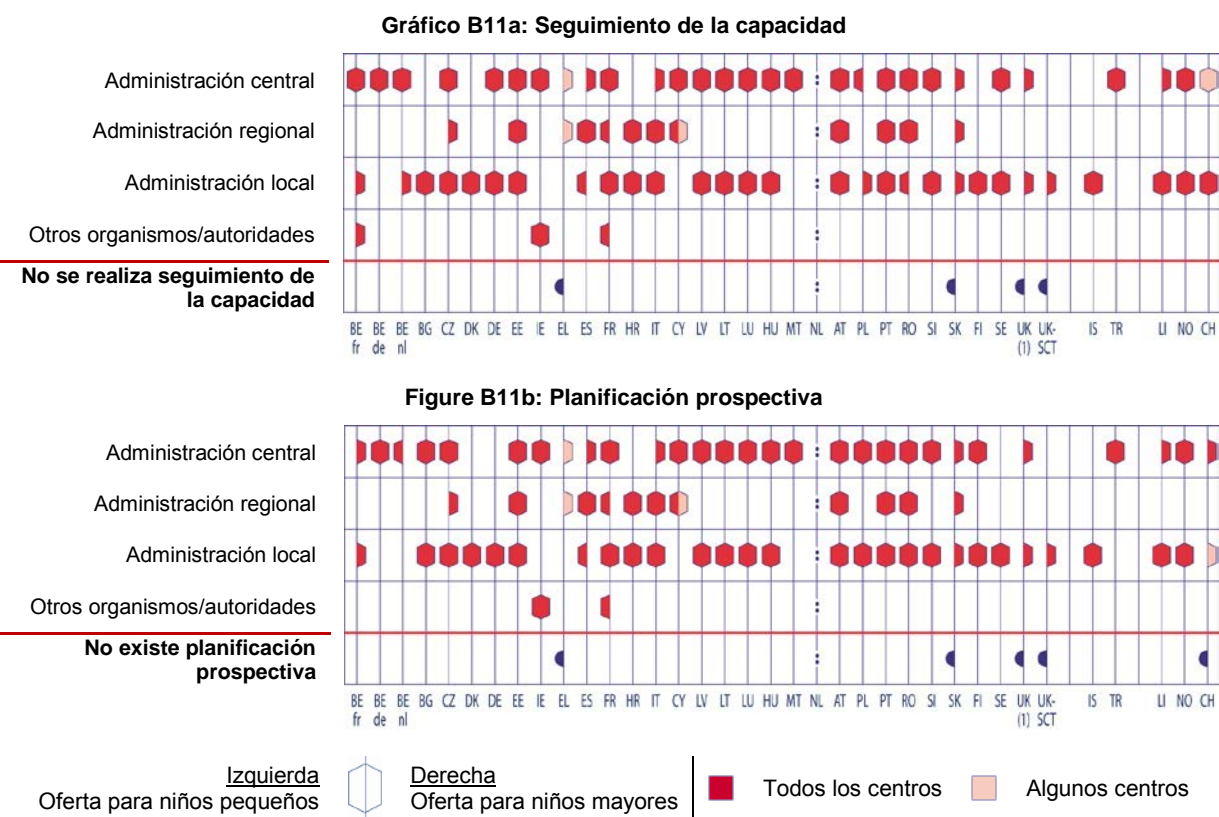 Gráfico B11a: Seguimiento de la capacidad
Administración central
Administración regional
Administración local
Otros organismos/autoridades
No se realiza seguimiento de
la capacidad
BE BE BE BG CZ DK DE EE IE EL ES FR HR IT CY LV LT LU HU MT NL AT PL PT RO SI SK FI SE UK UK- IS TR LI NO CH
fr de nl (1) SCT
Figure B11b: Planificación prospectiva
Administración central
Administración regional
Administración local
Otros organismos/autoridades
No existe planificación
prospectiva
BE BE BE BG CZ DK DE EE IE EL ES FR HR IT CY LV LT LU HU MT NL AT PL PT RO SI SK FI SE UK UK- IS TR LI NO CH
fr de nl (1) SCT
Izquierda
Oferta para niños pequeños
Derecha
Oferta para niños mayores
Todos los centros
Algunos centros